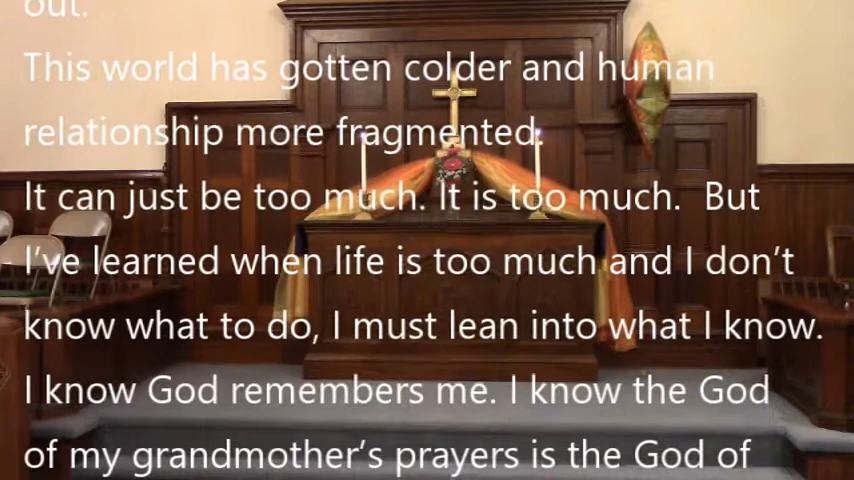 out.
This world has gotten colder and human
relationship more fragmented.
It can just be too much. It is too much.  But
I’ve learned when life is too much and I don’t
know what to do, I must lean into what I know.
I know God remembers me. I know the God
of my grandmother’s prayers is the God of